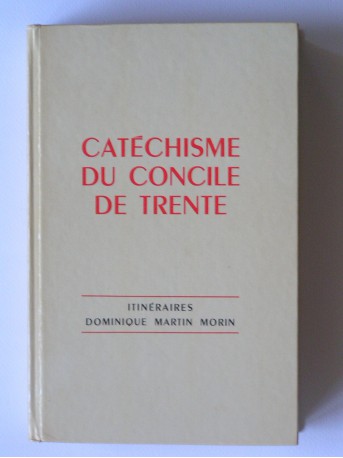 CATÉCHISME
DU CONCILE
DE TRENTE
ITINÉRAIRES
DOMINIQUE MARTIN MORIN